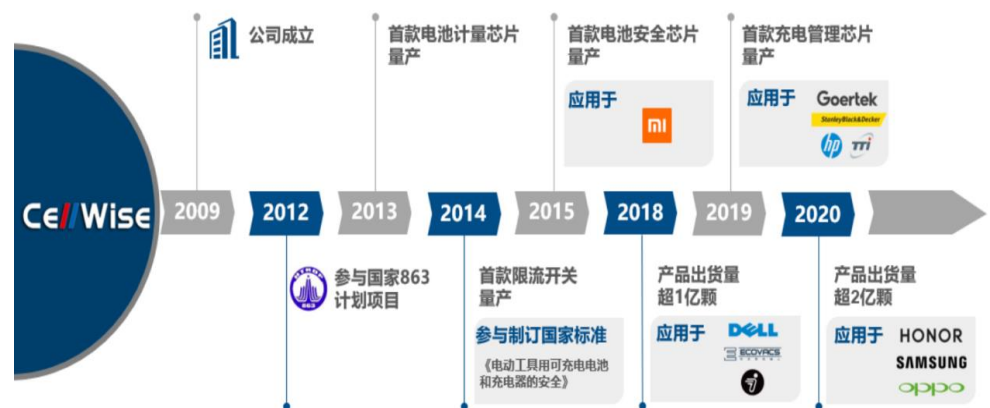 公司成立
首款电池计量芯片
量产
首款电池安全芯片
量产
应用于
mi
首款充电管理芯片
量产
应用于
Goertek
StanleyBlack&Decker
hp TTi
CellWise
2009
2012
2013
2014
2015
2018
2019
2020
863
参与国家863
计划项目
首款限流开关
量产
参与制订国家标准
《电动工具用可充电电池
和充电器的安全》
产品出货量
超1亿颗
应用于
DELL
ECOVACS
产品出货量
超2亿颗
应用于
HONOR
SAMSUNG
oppo